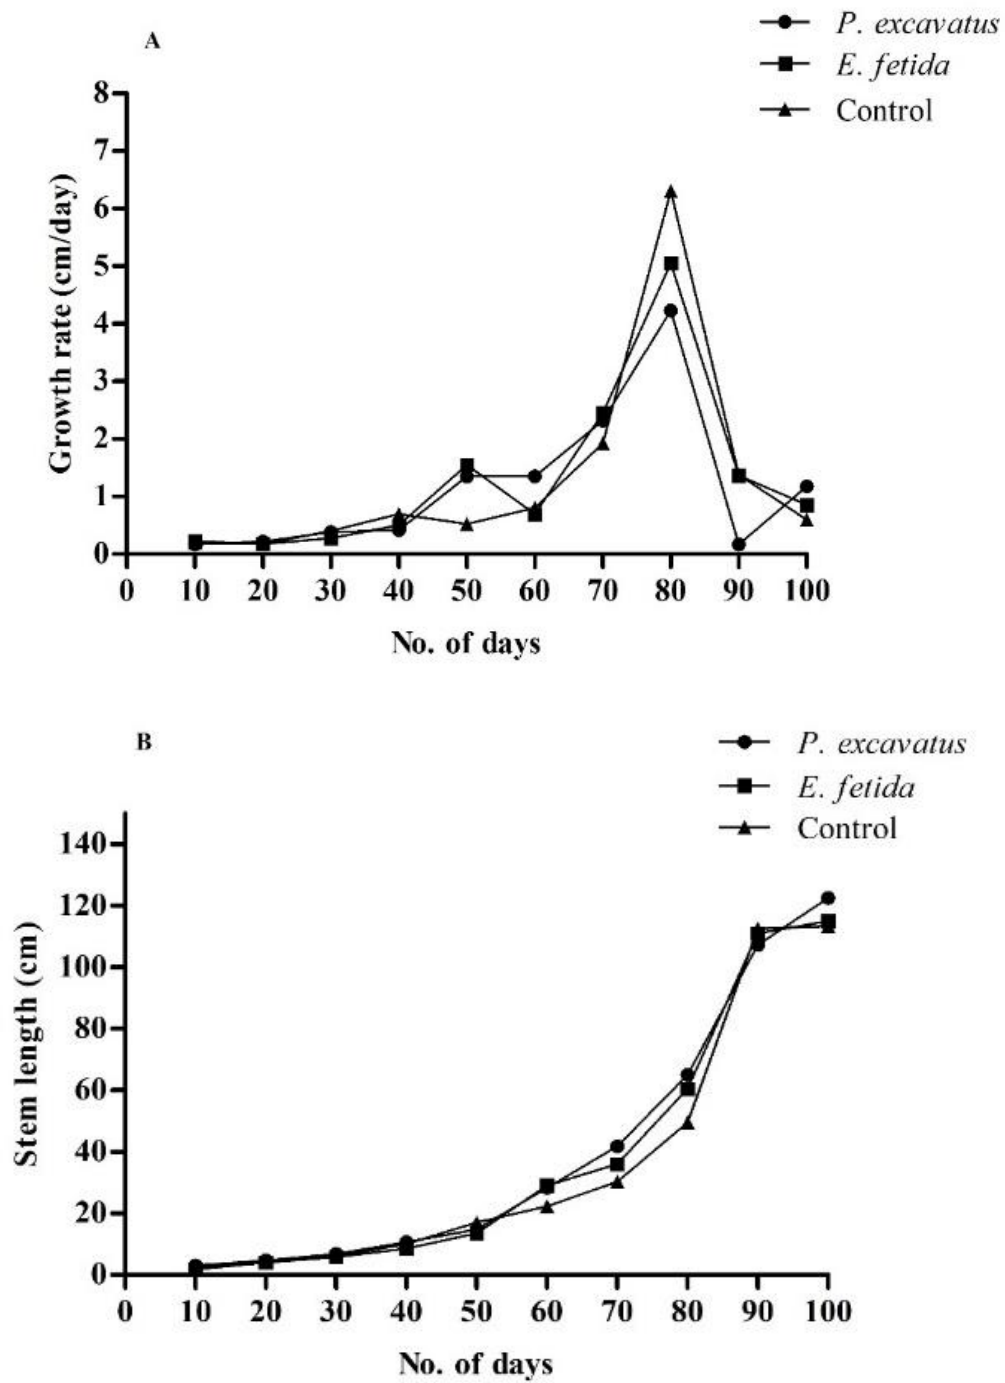 A
P. excavatus
E. fetida
Control
8
7
6
5
4
3
2
1
0
Growth rate (cm/day)
0 10 20 30 40 50 60 70 80 90 100
No. of days
B
P. excavatus
E. fetida
Control
140
120
100
80
60
40
20
0
Stem length (cm)
0 10 20 30 40 50 60 70 80 90 100
No. of days